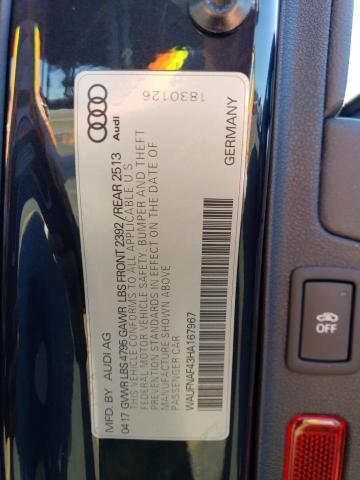 Audi
1830126
MFD. BY AUDI AG
GERMANY
04 17 GVWR LBS 4795 GAWR LBS FRONT 2392/REAR 2513
THIS VEHICLE CONFORMS TO ALL APPLICABLE U.S.
FEDERAL MOTOR VEHICLE SAFETY, BUMPER AND THEFT
PREVENTION STANDARDS IN EFFECT ON THE DATE OF
MANUFACTURE SHOWN ABOVE.
PASSENGER CAR
WAUFNAF43HA167967
OFF